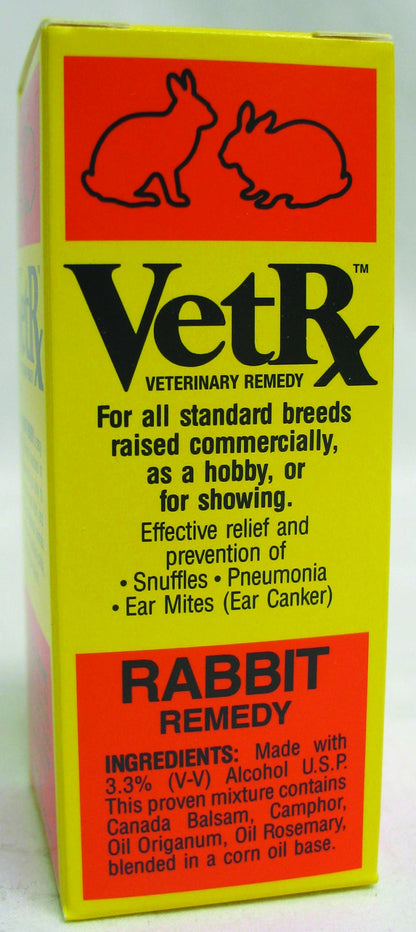 VetRx™
VETERINARY REMEDY
For all standard breeds
raised commercially,
as a hobby, or
for showing.
Effective relief and
prevention of
• Snuffles • Pneumonia
• Ear Mites (Ear Canker)
RABBIT
REMEDY
INGREDIENTS: Made with
3.3% (V-V) Alcohol U.S.P.
This proven mixture contains
Canada Balsam, Camphor,
Oil Origanum, Oil Rosemary,
blended in a corn oil base.